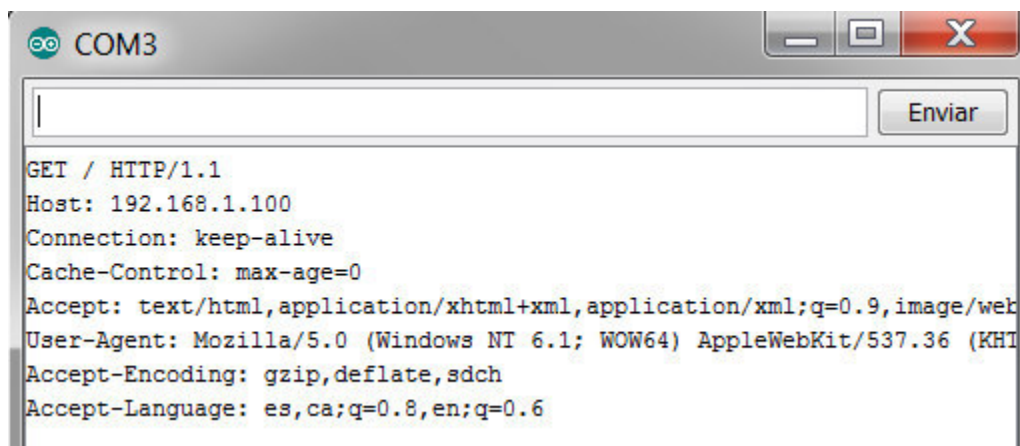 COM3
Enviar
GET / HTTP/1.1
Host: 192.168.1.100
Connection: keep-alive
Cache-Control: max-age=0
Accept: text/html,application/xhtml+xml,application/xml;q=0.9,image/web
User-Agent: Mozilla/5.0 (Windows NT 6.1; WOW64) AppleWebKit/537.36 (KHT
Accept-Encoding: gzip,deflate,sdch
Accept-Language: es,ca;q=0.8,en;q=0.6